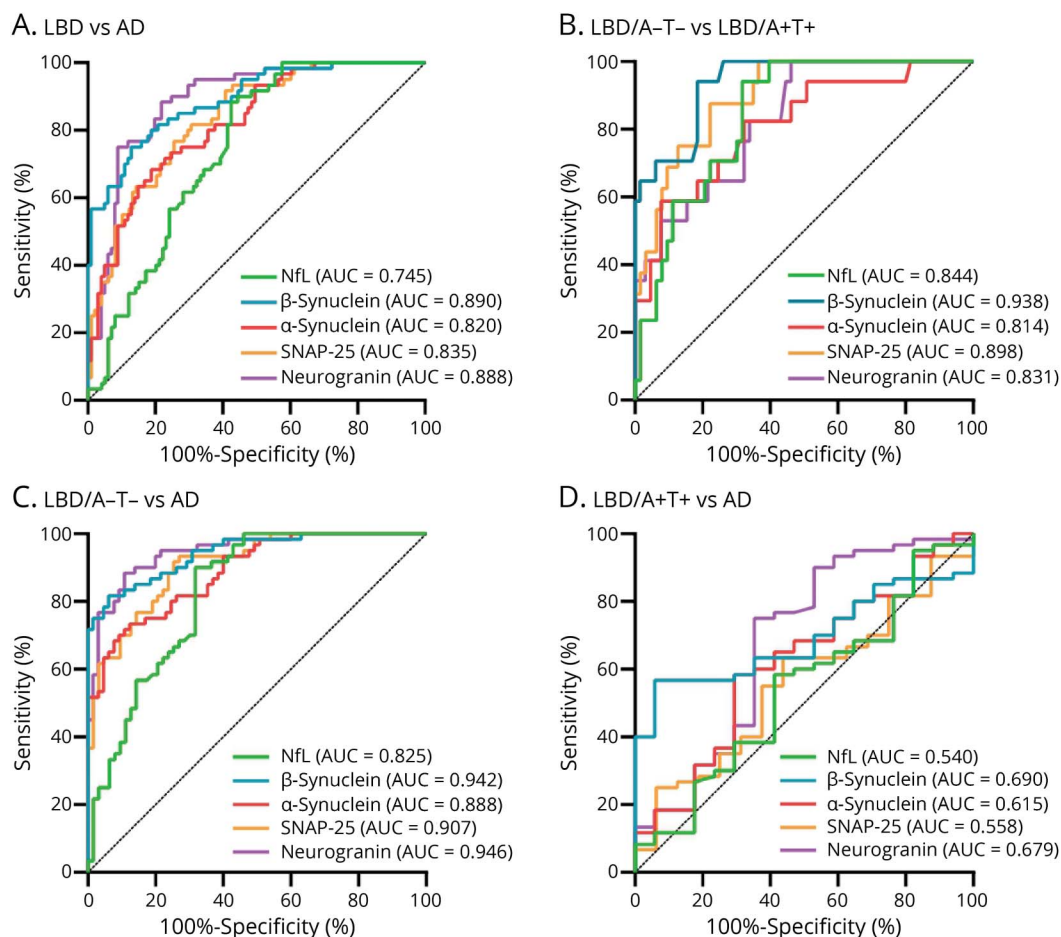 A. LBD vs AD
100
80
60
40
20
0
Sensitivity (%)
NfL (AUC = 0.745)
β-Synuclein (AUC = 0.890)
α-Synuclein (AUC = 0.820)
SNAP-25 (AUC = 0.835)
Neurogranin (AUC = 0.888)
0 20 40 60 80 100
100%-Specificity (%)
B. LBD/A–T– vs LBD/A+T+
100
80
60
40
20
0
Sensitivity (%)
NfL (AUC = 0.844)
β-Synuclein (AUC = 0.938)
α-Synuclein (AUC = 0.814)
SNAP-25 (AUC = 0.898)
Neurogranin (AUC = 0.831)
0 20 40 60 80 100
100%-Specificity (%)
C. LBD/A–T– vs AD
100
80
60
40
20
0
Sensitivity (%)
NfL (AUC = 0.825)
β-Synuclein (AUC = 0.942)
α-Synuclein (AUC = 0.888)
SNAP-25 (AUC = 0.907)
Neurogranin (AUC = 0.946)
0 20 40 60 80 100
100%-Specificity (%)
D. LBD/A+T+ vs AD
100
80
60
40
20
0
Sensitivity (%)
NfL (AUC = 0.540)
β-Synuclein (AUC = 0.690)
α-Synuclein (AUC = 0.615)
SNAP-25 (AUC = 0.558)
Neurogranin (AUC = 0.679)
0 20 40 60 80 100
100%-Specificity (%)